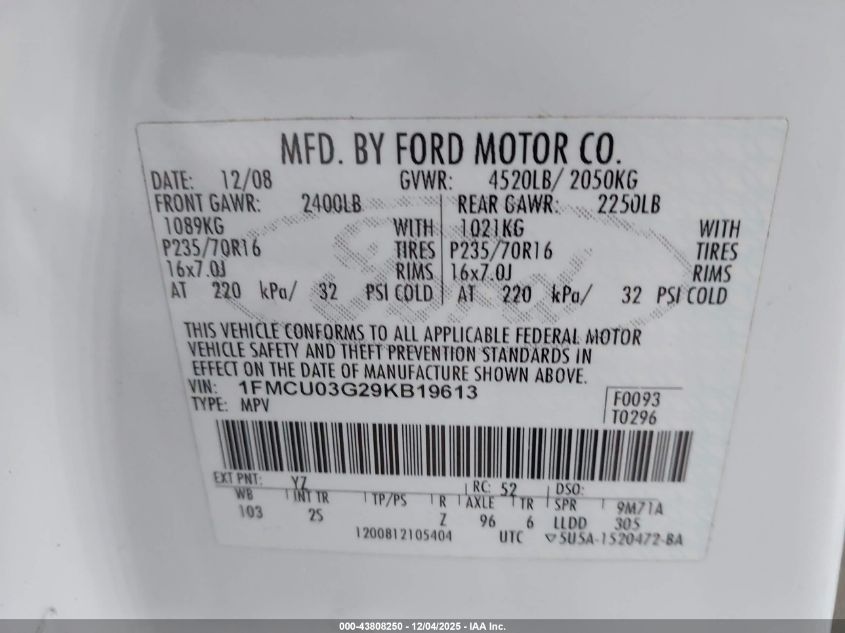 MFD. BY FORD MOTOR CO.
DATE: 12/08 GVWR: 4520LB/ 2050KG
FRONT GAWR: 2400LB REAR GAWR: 2250LB
1089KG WITH 1021KG WITH
P235/70R16 TIRES P235/70R16 TIRES
16x7.0J RIMS 16x7.0J RIMS
AT 220 kPa/ 32 PSI COLD AT 220 kPa/ 32 PSI COLD
THIS VEHICLE CONFORMS TO ALL APPLICABLE FEDERAL MOTOR
VEHICLE SAFETY AND THEFT PREVENTION STANDARDS IN
EFFECT ON THE DATE OF MANUFACTURE SHOWN ABOVE.
VIN: 1FMCU03G29KB19613 F0093
TYPE: MPV T0296
EXT PNT: YZ RC: 52 DSO:
WB INT TR TP/PS R AXLE TR SPR 9M71A
103 2S Z 96 6 LLDD 305
1200812105404 UTC ▽5U5A-1520472-BA
000-43808250 - 12/04/2025 - IAA Inc.